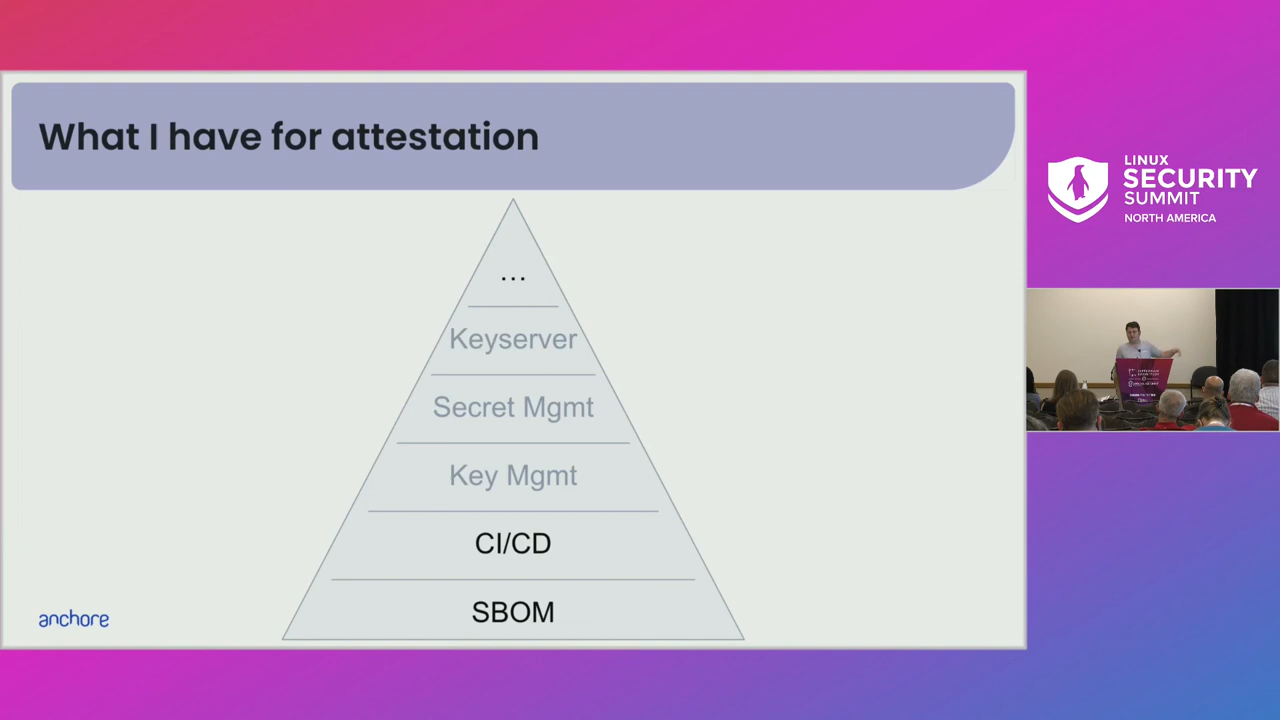 What I have for attestation
...
Keyserver
Secret Mgmt
Key Mgmt
CI/CD
SBOM
anchore
LINUX
SECURITY
SUMMIT
NORTH AMERICA